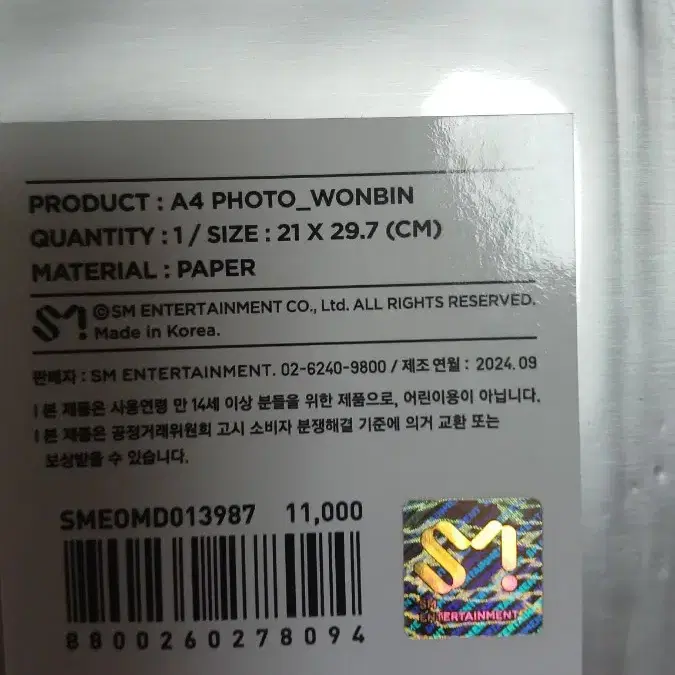 PRODUCT : A4 PHOTO_WONBIN
QUANTITY : 1 / SIZE : 21 X 29.7 (CM)
MATERIAL : PAPER
SM ©SM ENTERTAINMENT CO., Ltd. ALL RIGHTS RESERVED.
Made in Korea.
판매자 : SM ENTERTAINMENT. 02-6240-9800 / 제조연월 : 2024.09
본 제품은 사용연령 만 14세 이상 분들을 위한 제품으로, 어린이용이 아닙니다.
본 제품은 공정거래위원회 고시 소비자 분쟁해결 기준에 의거 교환 또는
보상받을 수 있습니다.
SMEOMD013987 11,000
8800260278094
SM
SM
ENTERTAINMENT